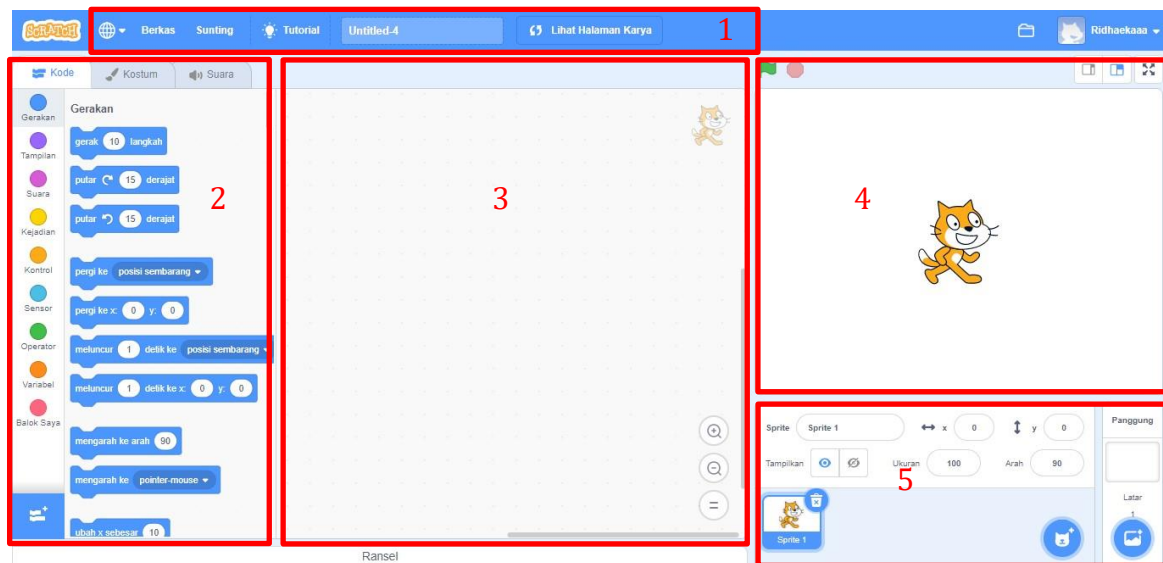 SCRATCH Berkas Sunting Tutorial Untitled-4 Lihat Halaman Karya 1 Ridhaekaaa
Kode Kostum Suara
Gerakan
Tampilan
Suara
Kejadian
Kontrol
Sensor
Operator
Variabel
Balok Saya
Gerakan
gerak 10 langkah
putar 15 derajat
putar 15 derajat
pergi ke posisi sembarang
pergi ke x: 0 y: 0
meluncur 1 detik ke posisi sembarang
meluncur 1 detik ke x: 0 y: 0
mengarah ke arah 90
mengarah ke pointer-mouse
ubah x sebesar 10
2
3
4
Sprite Sprite 1 x 0 y 0
Tampilkan Ukuran 100 Arah 90
5
Sprite 1
Panggung
Latar
1
Ransel